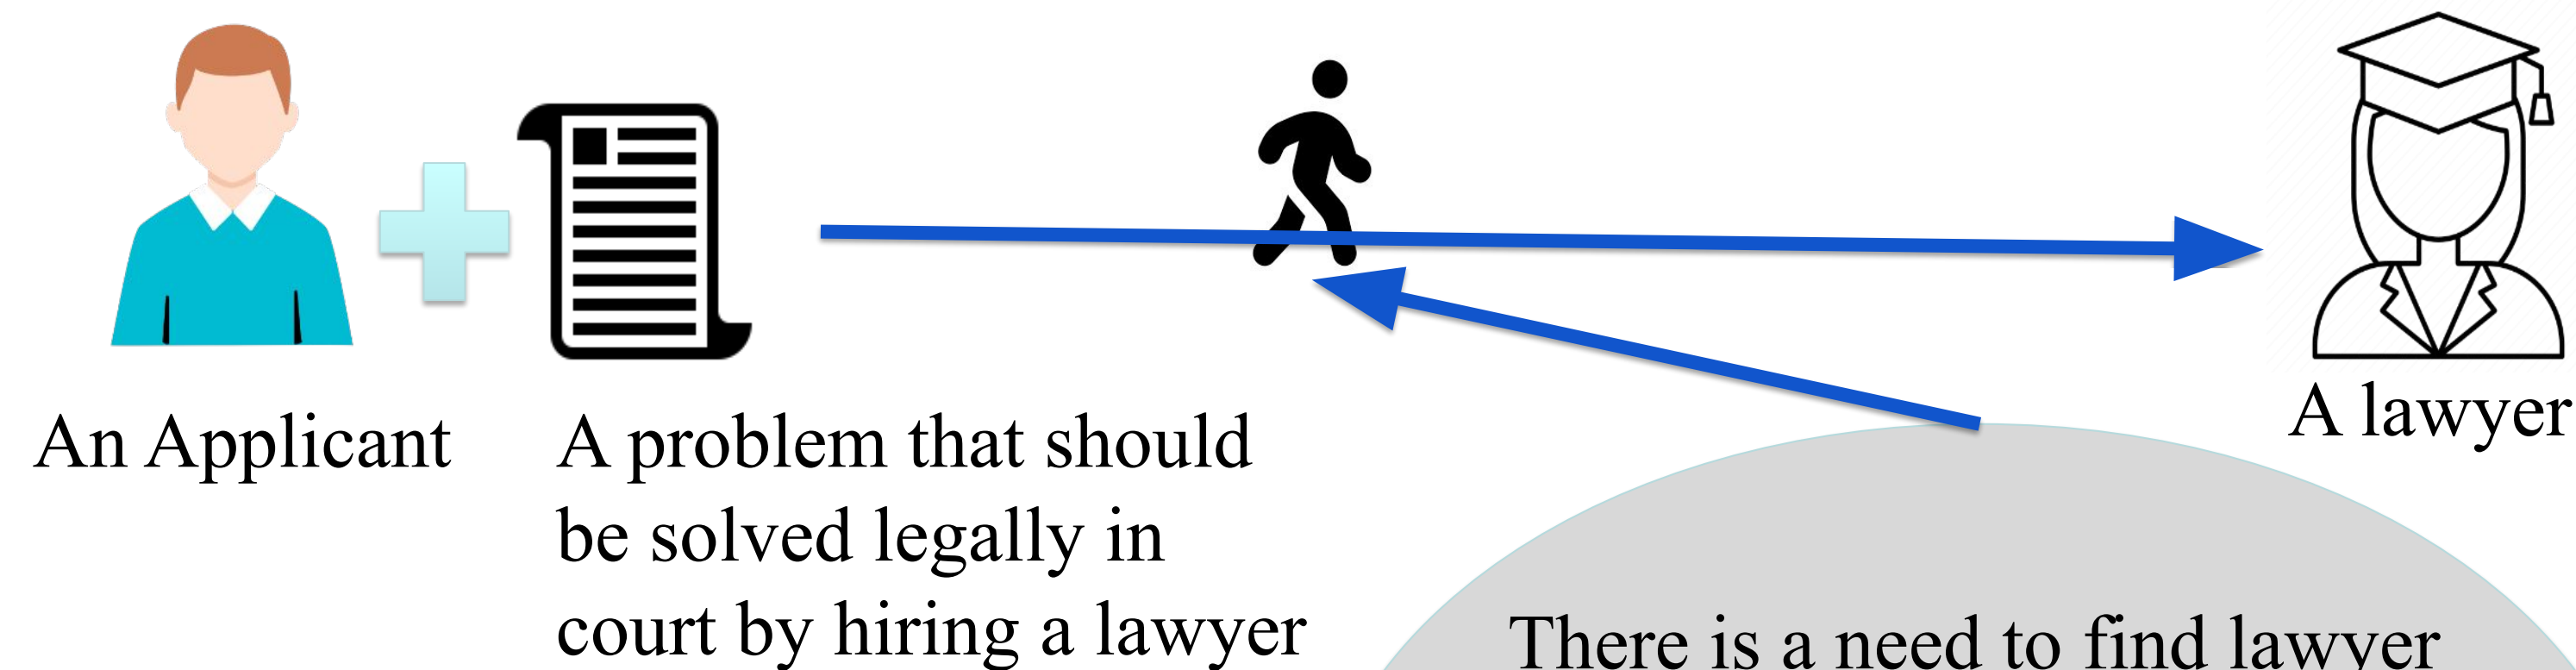 An Applicant
A problem that should
be solved legally in
court by hiring a lawyer
A lawyer
There is a need to find lawyer